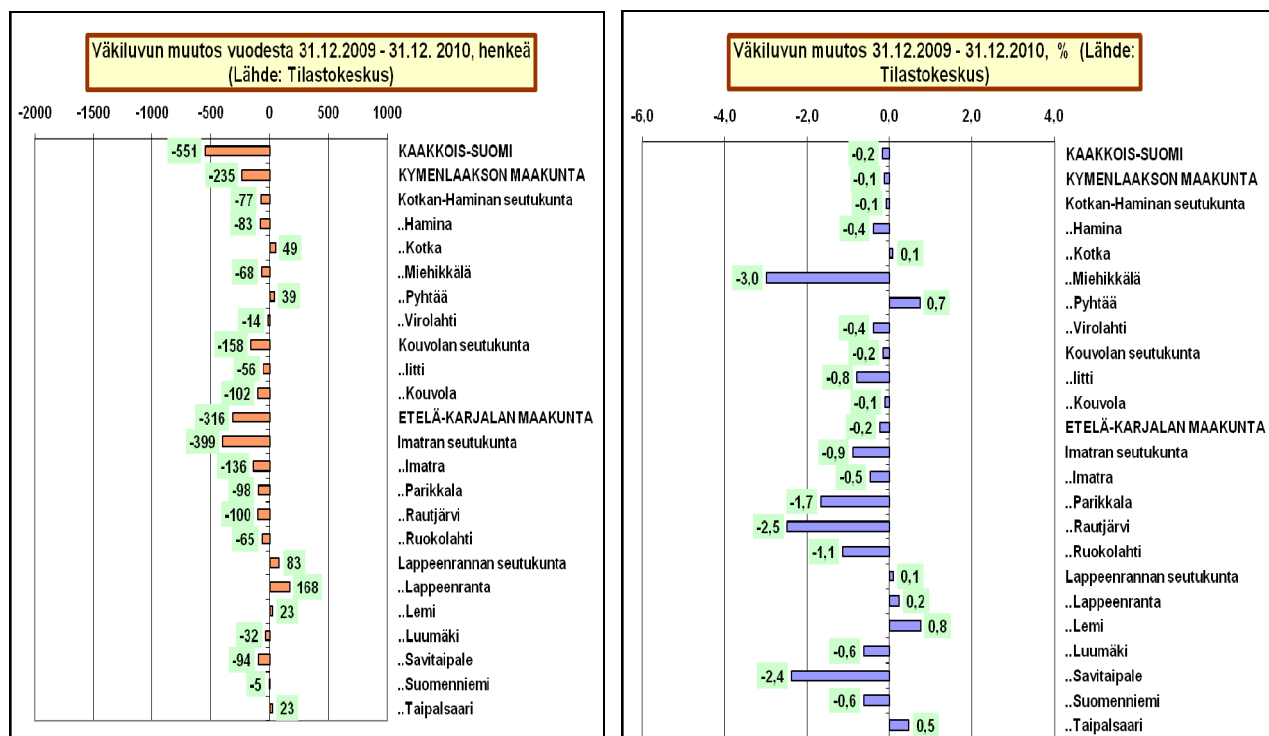 Väkiluvun muutos vuodesta 31.12.2009 - 31.12. 2010, henkeä
(Lähde: Tilastokeskus)
-2000 -1500 -1000 -500 0 500 1000
-551 KAAKKOIS-SUOMI
-235 KYMENLAAKSON MAAKUNTA
-77 Kotkan-Haminan seutukunta
-83 ..Hamina
49 ..Kotka
-68 ..Miehikkälä
39 ..Pyhtää
-14 ..Virolahti
-158 Kouvolan seutukunta
-56 ..Iitti
-102 ..Kouvola
-316 ETELÄ-KARJALAN MAAKUNTA
-399 Imatran seutukunta
-136 ..Imatra
-98 ..Parikkala
-100 ..Rautjärvi
-65 ..Ruokolahti
83 Lappeenrannan seutukunta
168 ..Lappeenranta
23 ..Lemi
-32 ..Luumäki
-94 ..Savitaipale
-5 ..Suomenniemi
23 ..Taipalsaari
Väkiluvun muutos 31.12.2009 - 31.12.2010, % (Lähde:
Tilastokeskus)
-6,0 -4,0 -2,0 0,0 2,0 4,0
-0,2 KAAKKOIS-SUOMI
-0,1 KYMENLAAKSON MAAKUNTA
-0,1 Kotkan-Haminan seutukunta
-0,4 ..Hamina
0,1 ..Kotka
-3,0 ..Miehikkälä
0,7 ..Pyhtää
-0,4 ..Virolahti
-0,2 Kouvolan seutukunta
-0,8 ..Iitti
-0,1 ..Kouvola
-0,2 ETELÄ-KARJALAN MAAKUNTA
-0,9 Imatran seutukunta
-0,5 ..Imatra
-1,7 ..Parikkala
-2,5 ..Rautjärvi
-1,1 ..Ruokolahti
0,1 Lappeenrannan seutukunta
0,2 ..Lappeenranta
0,8 ..Lemi
-0,6 ..Luumäki
-2,4 ..Savitaipale
-0,6 ..Suomenniemi
0,5 ..Taipalsaari